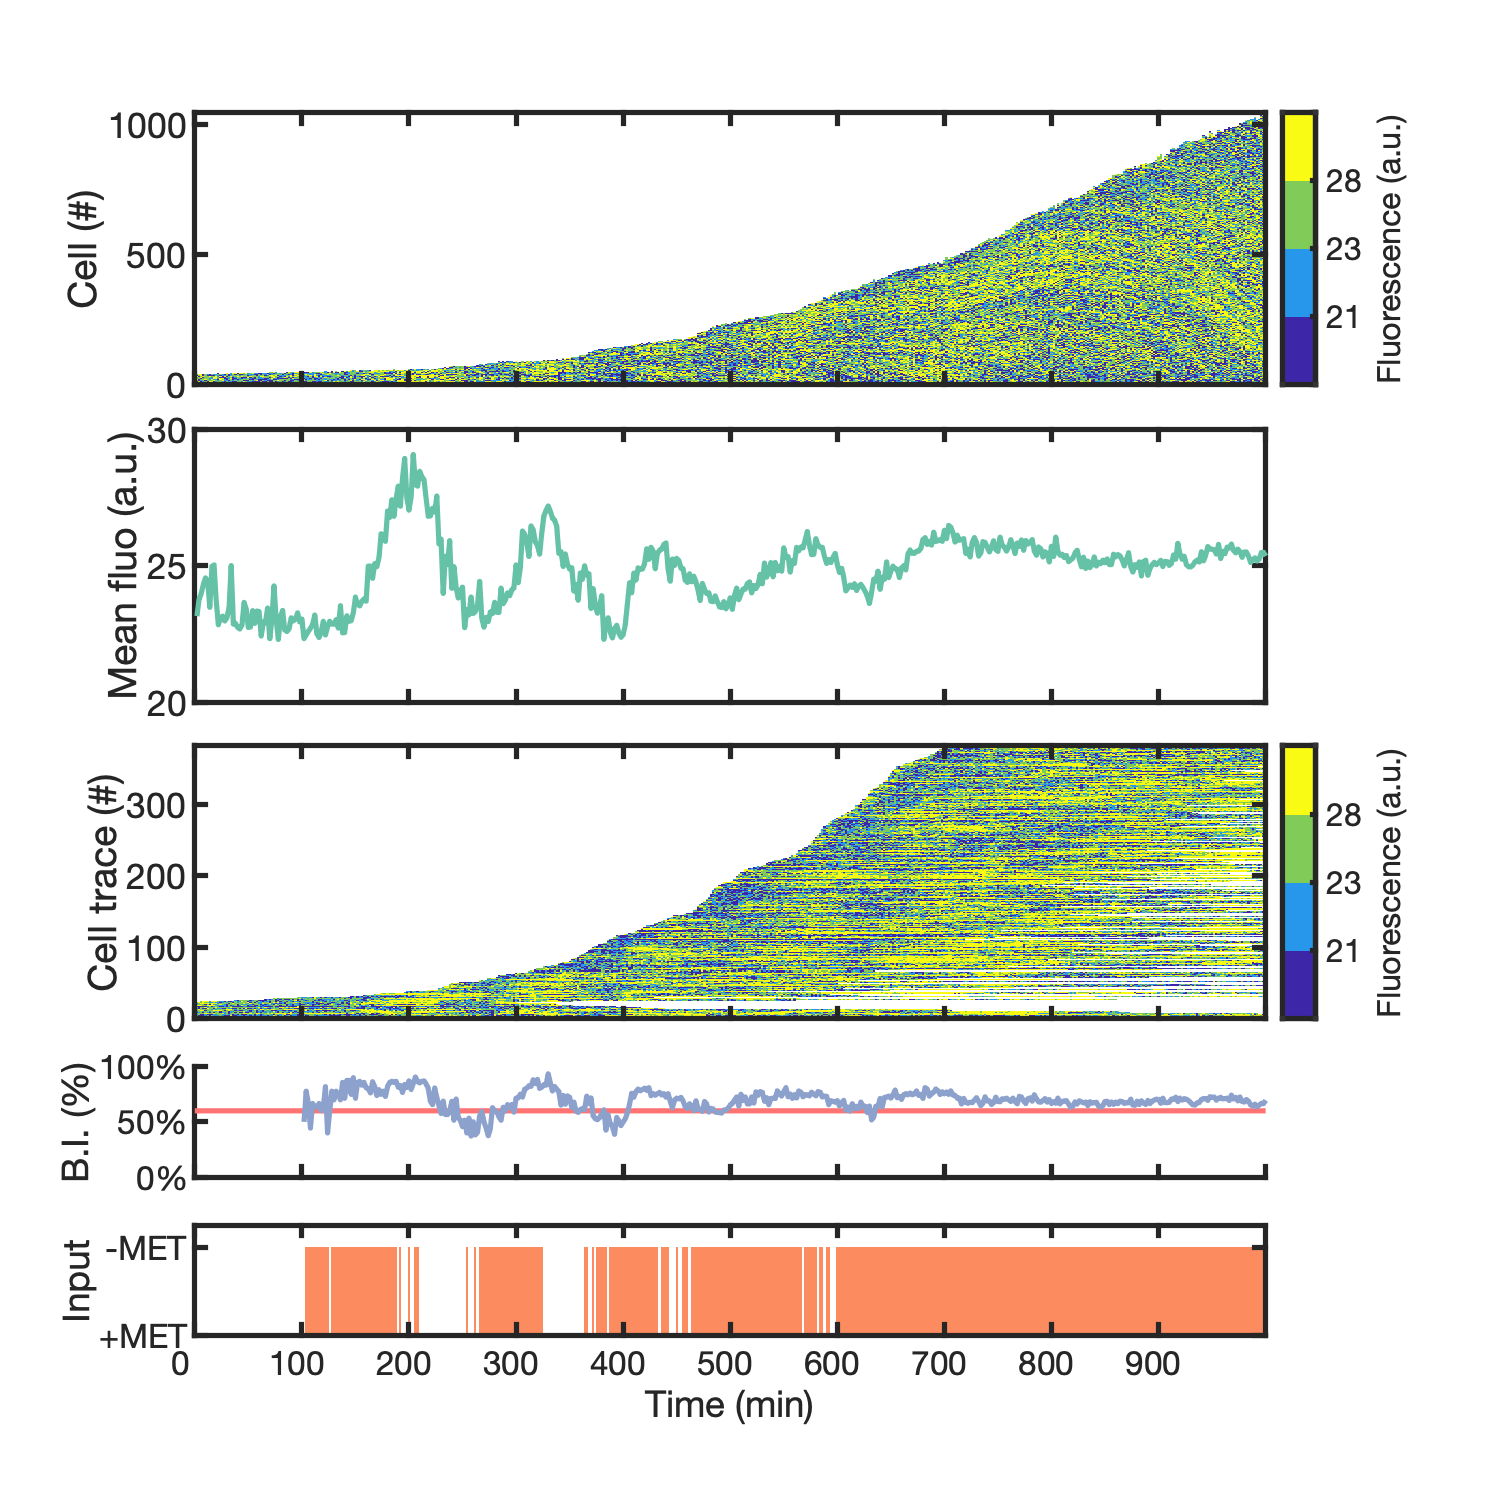 1000
500
0
Cell (#)
28
23
21
Fluorescence (a.u.)
30
25
20
Mean fluo (a.u.)
300
200
100
0
Cell trace (#)
28
23
21
Fluorescence (a.u.)
100%
50%
0%
B.I. (%)
-MET
+MET
Input
0 100 200 300 400 500 600 700 800 900
Time (min)